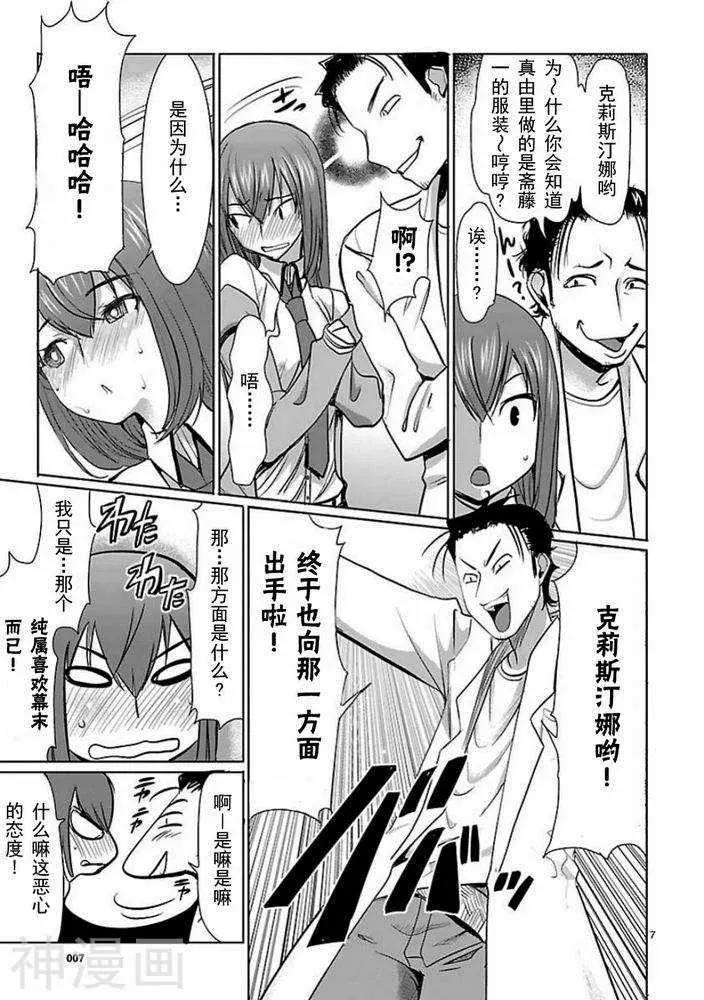 克莉斯汀娜哟
为~什么你会知道
真由里做的是斋藤
一的服装~哼哼?
诶……?
啊!?
唔…
是因为什么…
唔—哈哈哈!
克莉斯汀娜哟!
终于也向那一方面
出手啦!
那…那方面是什么?
わた
わた
我只是…那个
纯属喜欢幕末
而已!
啊—是嘛是嘛
什么嘛这恶心
的态度!
7
007
神漫画